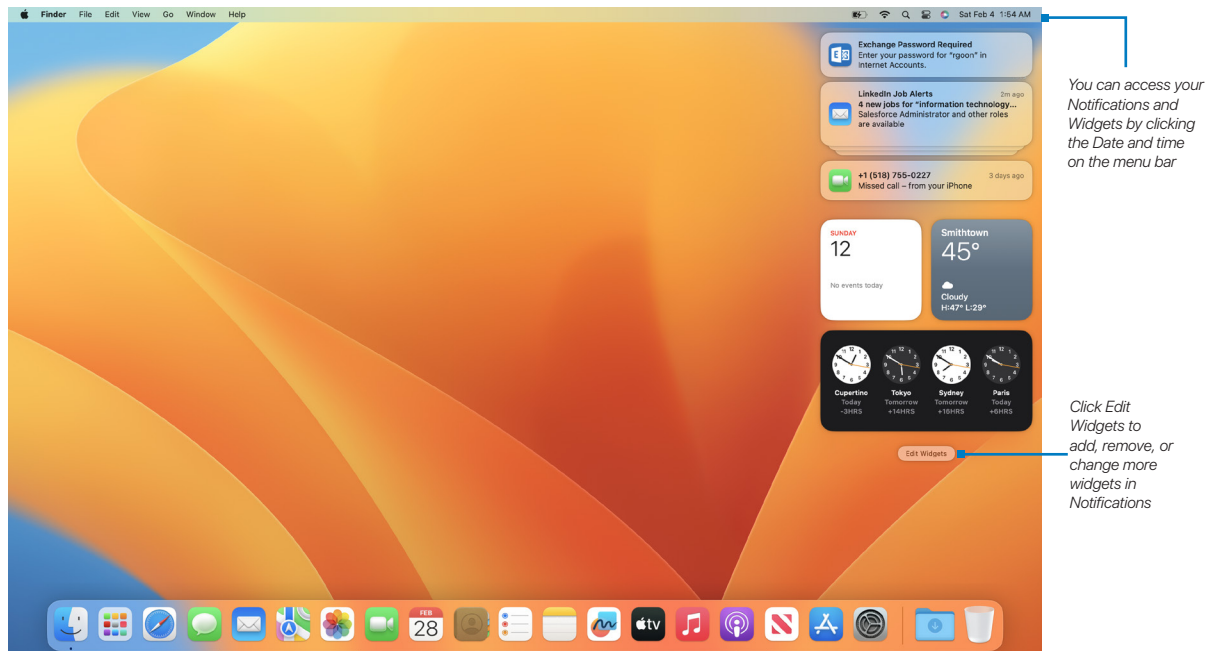 Finder File Edit View Go Window Help
Sat Feb 4 1:54 AM
Exchange Password Required
Enter your password for "rgoon" in
Internet Accounts.
LinkedIn Job Alerts 2m ago
4 new jobs for "information technology...
Salesforce Administrator and other roles
are available
+1 (518) 755-0227 3 days ago
Missed call – from your iPhone
SUNDAY
12
No events today
Smithtown
45°
Cloudy
H:47° L:29°
Cupertino Tokyo Sydney Paris
Today Tomorrow Tomorrow Today
-3HRS +14HRS +16HRS +6HRS
Edit Widgets
You can access your
Notifications and
Widgets by clicking
the Date and time
on the menu bar
Click Edit
Widgets to
add, remove, or
change more
widgets in
Notifications
FEB
28
tv